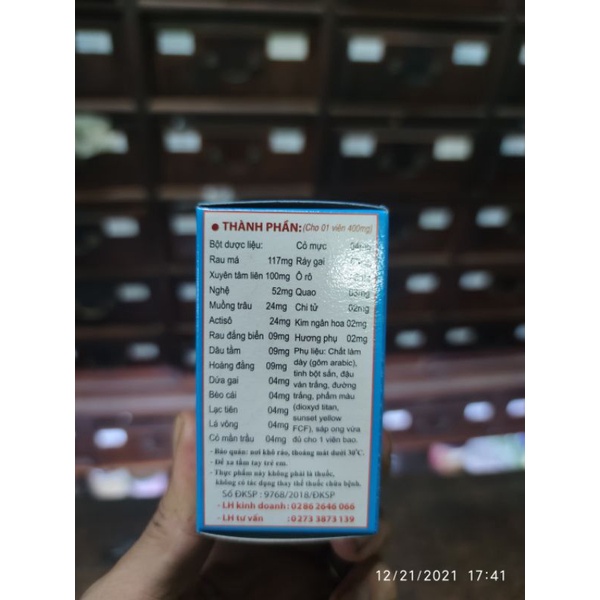 • THÀNH PHẦN: (Cho 01 viên 400mg)
Bột dược liệu:
Rau má 117mg
Xuyên tâm liên 100mg
Nghệ 52mg
Muồng trâu 24mg
Actisô 24mg
Rau đắng biển 09mg
Dâu tằm 09mg
Hoàng đằng 09mg
Dứa gai 04mg
Bèo cái 04mg
Lạc tiên 04mg
Lá vông 04mg
Cỏ mần trầu 04mg
Cỏ mực
Ráy gai
Ô rô
Quao 03mg
Chi tử 02mg
Kim ngân hoa 02mg
Hương phụ 02mg
Phụ liệu: Chất làm
dày (gôm arabic),
tinh bột sắn, đậu
ván trắng, đường
trắng, phẩm màu
(dioxyd titan,
sunset yellow
FCF), sáp ong vừa
đủ cho 1 viên bao.
- Bảo quản: nơi khô ráo, thoáng mát dưới 30°C.
- Để xa tầm tay trẻ em.
- Thực phẩm này không phải là thuốc,
không có tác dụng thay thế thuốc chữa bệnh.
Số ĐKSP : 9768/2018/ĐKSP
- LH kinh doanh : 02862646 066
- LH tư vấn : 0273 3873 139
12/21/2021 17:41